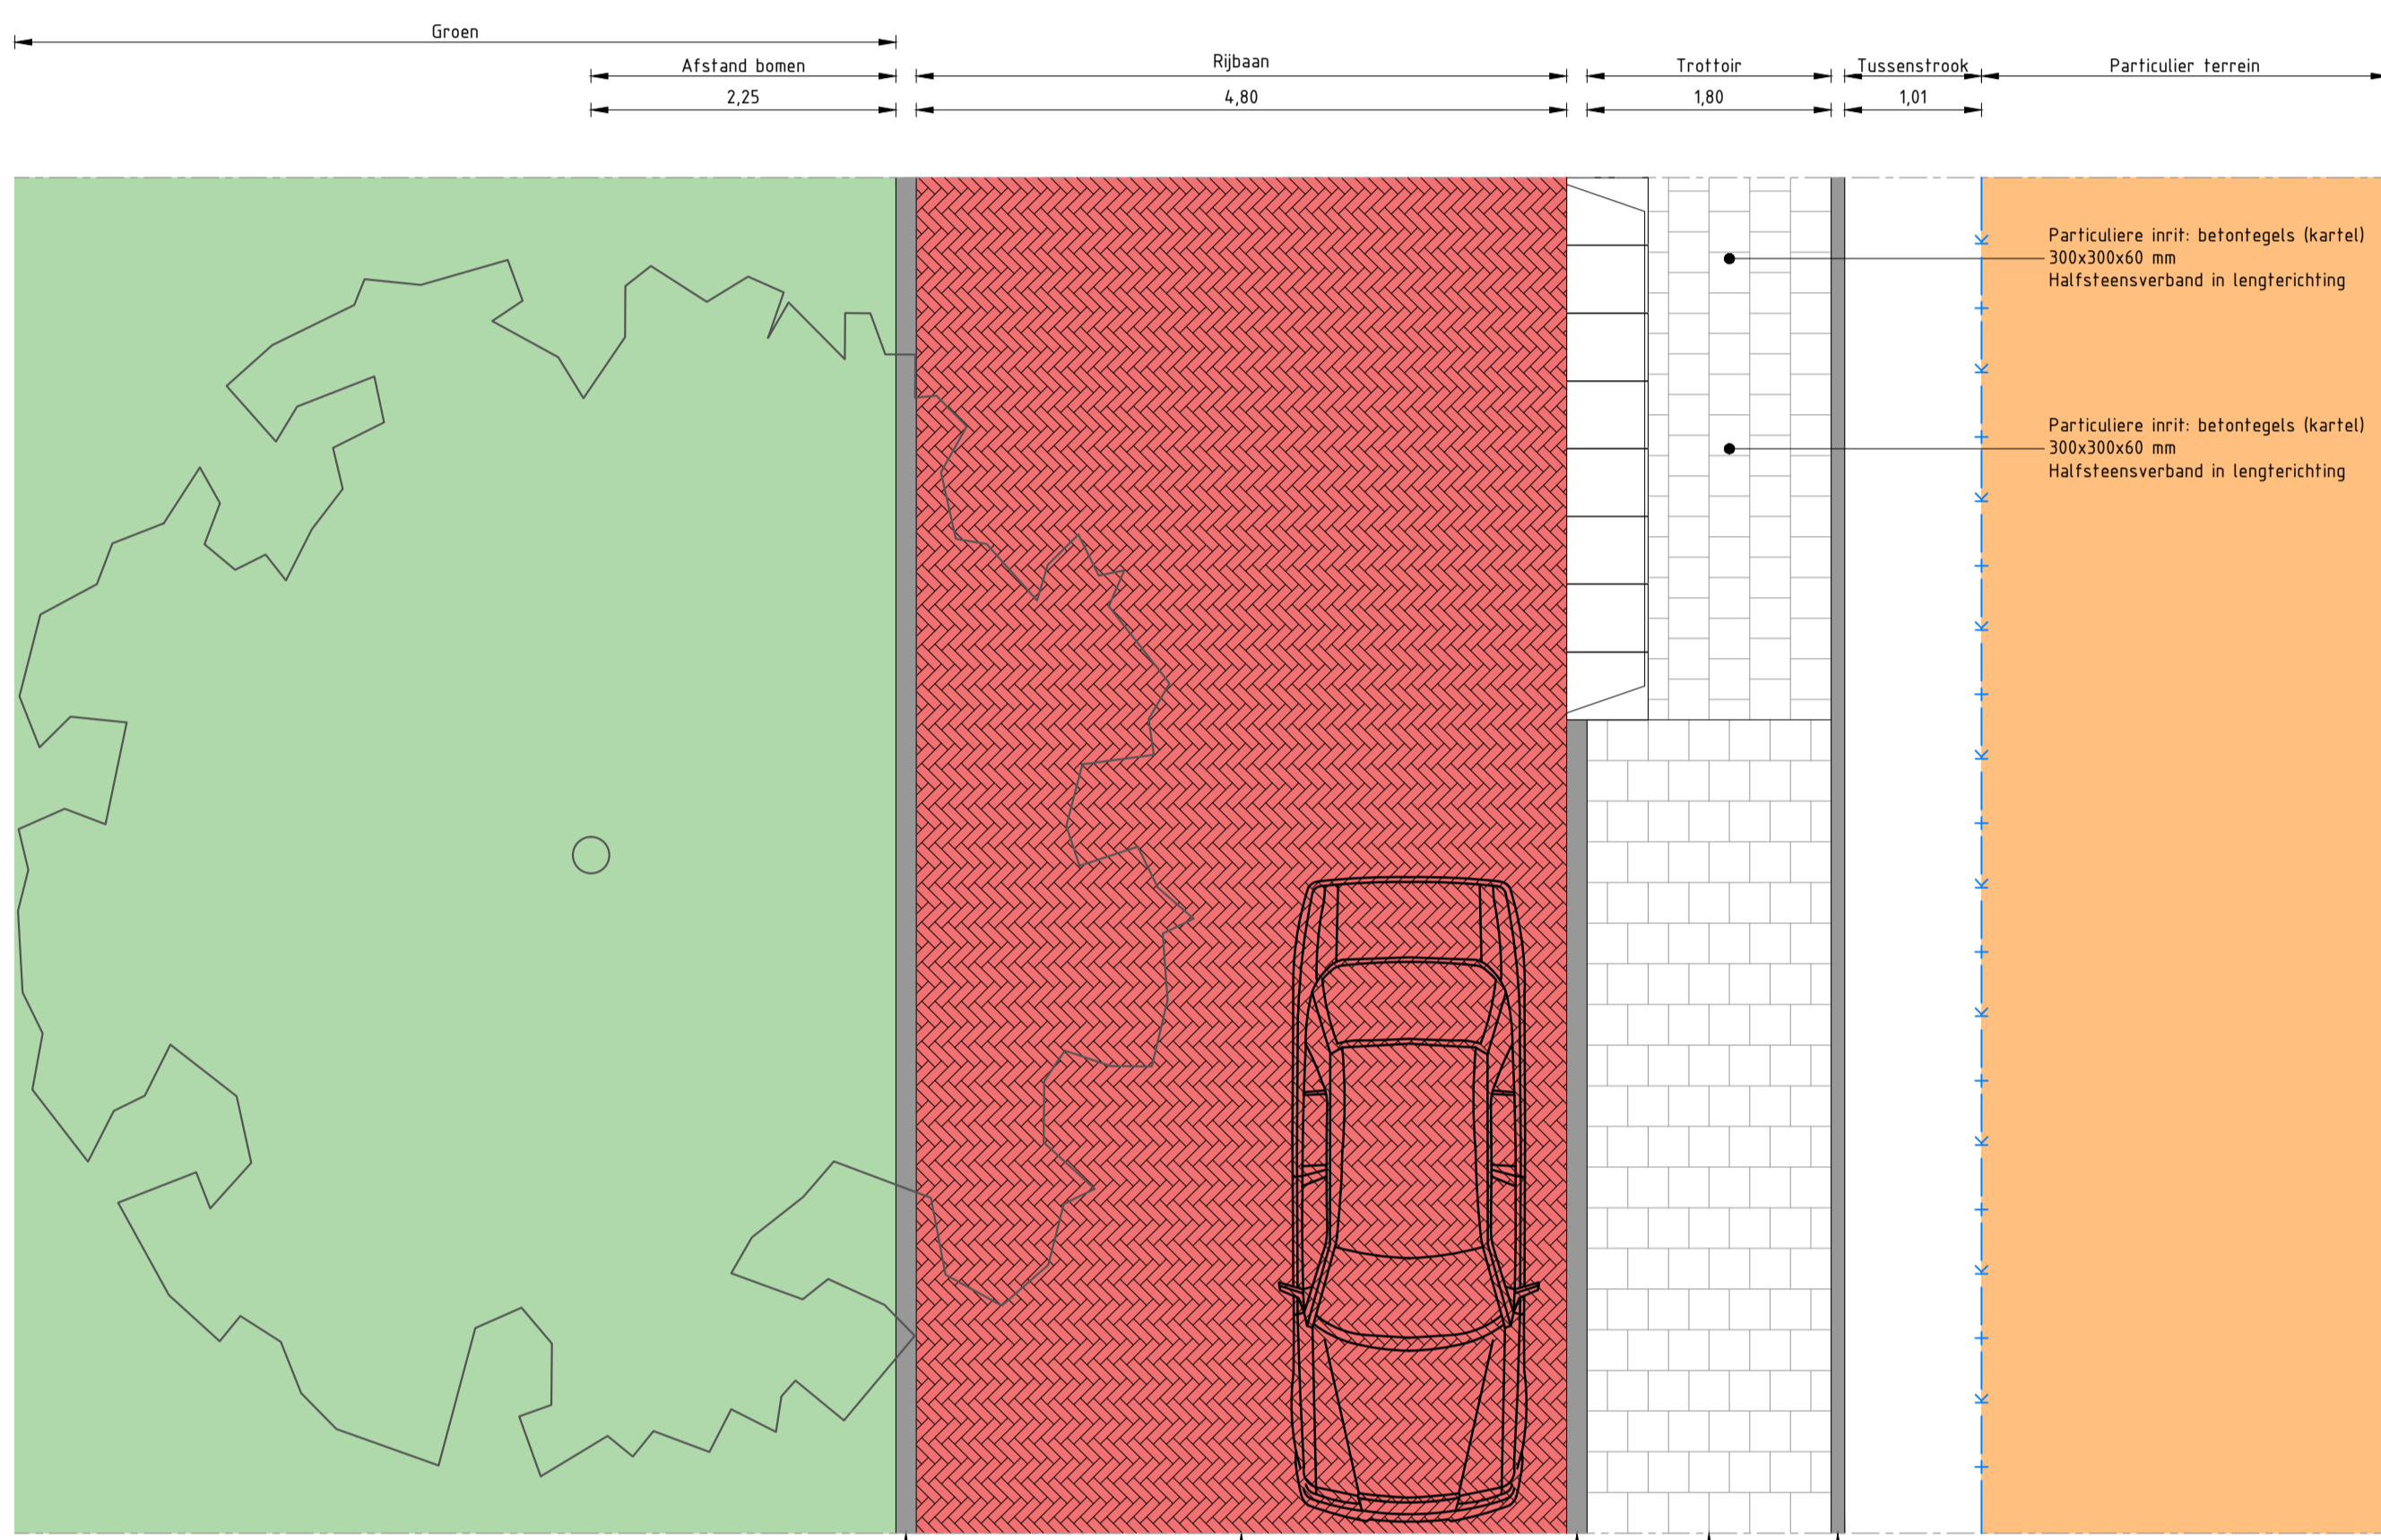 Groen
Afstand bomen
Rijbaan
Trottoir
Tussenstrook
Particulier terrein
2,25
4,80
1,80
1,01
Particuliere inrit: betontegels (kartel)
300x300x60 mm
Halfsteensverband in lengterichting
Particuliere inrit: betontegels (kartel)
300x300x60 mm
Halfsteensverband in lengterichting
K
K
K
K
K
K
K
K
K
K